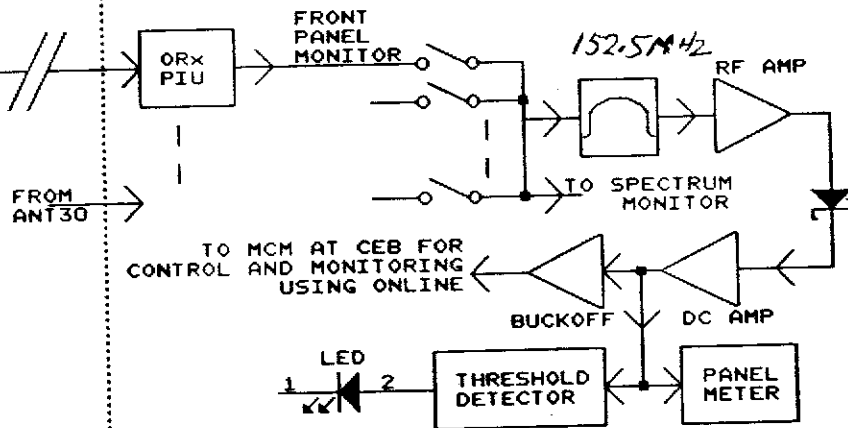 FRONT
PANEL
MONITOR
ORx
PIU
152.5MHz
RF AMP
FROM
ANT30
TO SPECTRUM
MONITOR
TO MCM AT CEB FOR
CONTROL AND MONITORING
USING ONLINE
BUCKOFF
DC AMP
LED
1
2
THRESHOLD
DETECTOR
PANEL
METER